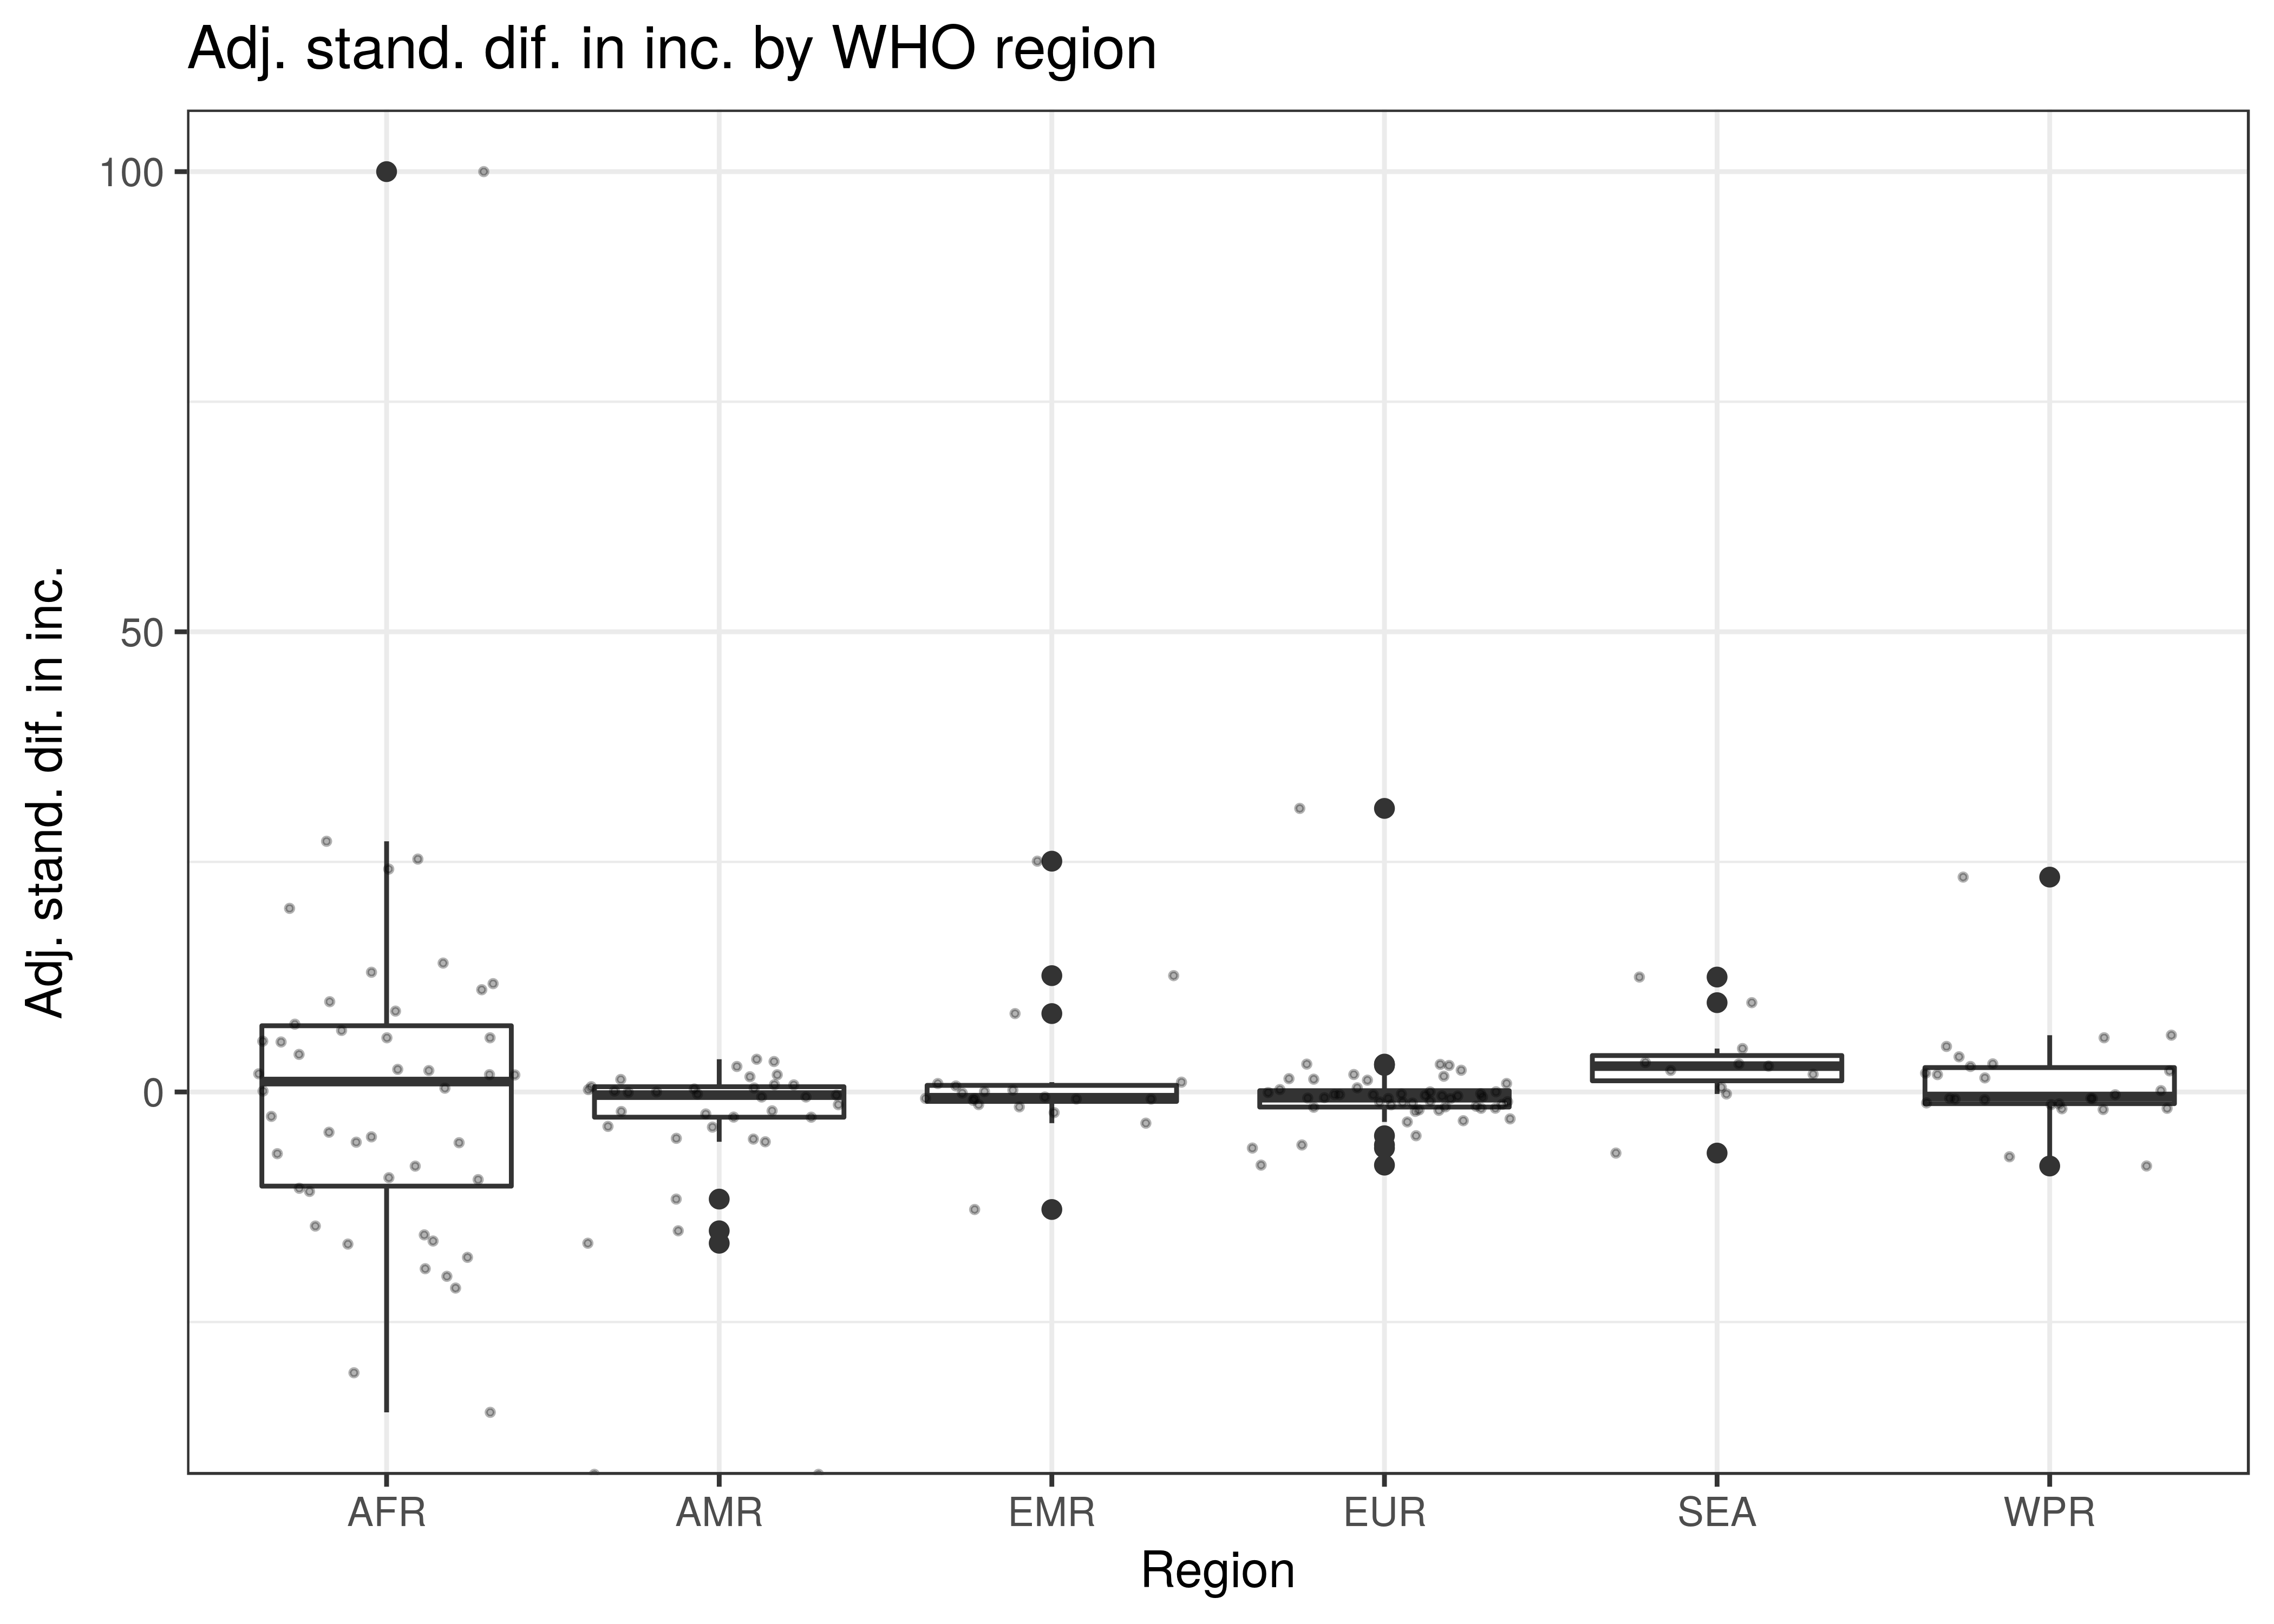 Adj. stand. dif. in inc. by WHO region
Adj. stand. dif. in inc.
100
50
0
AFR AMR EMR EUR SEA WPR
Region